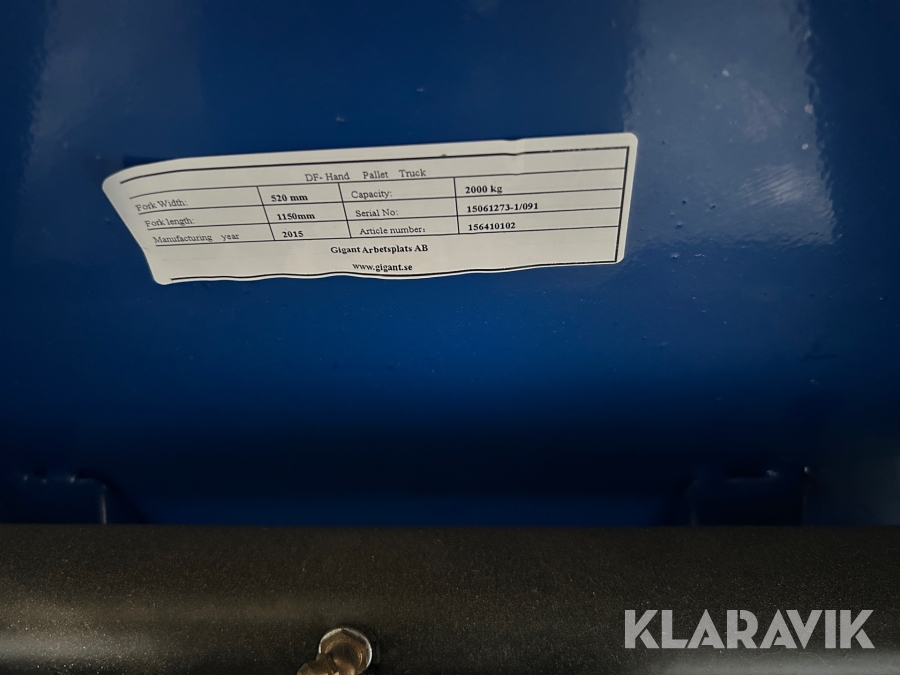 DF-Hand Pallet Truck
Fork Width: 520 mm Capacity: 2000 kg
Fork length: 1150mm Serial No: 15061273-1/091
Manufacturing year 2015 Article number: 156410102
Gigant Arbetsplats AB
www.gigant.se
KLARAVIK